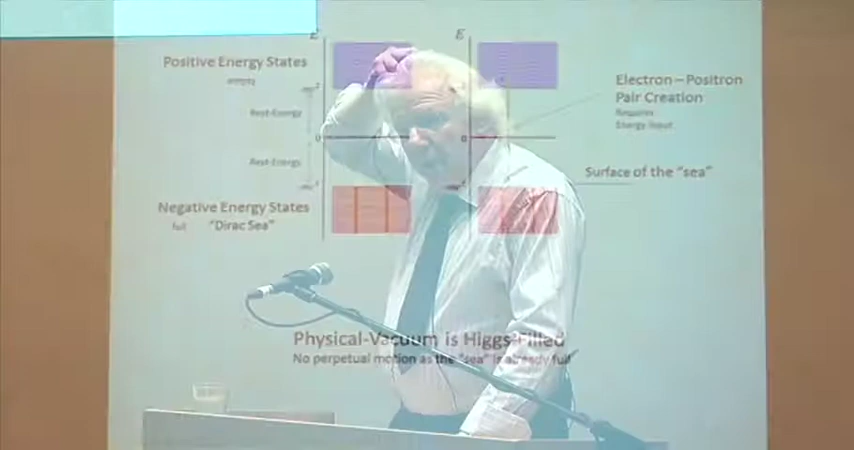 Positive Energy States
empty
E
E
Electron – Positron
Pair Creation
Requires
Energy Input
Rest-Energy
0
Rest-Energy
Surface of the “sea”
Negative Energy States
full “Dirac Sea”
Physical-Vacuum is Higgs-Filled
No perpetual motion as the “sea” is already full